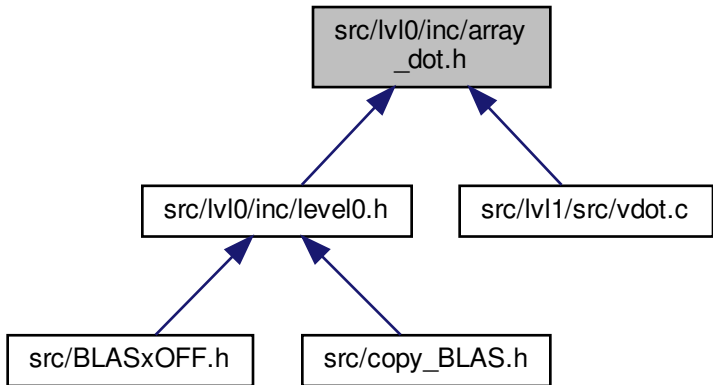 src/lvl0/inc/array
_dot.h
src/lvl0/inc/level0.h
src/lvl1/src/vdot.c
src/BLASxOFF.h
src/copy_BLAS.h